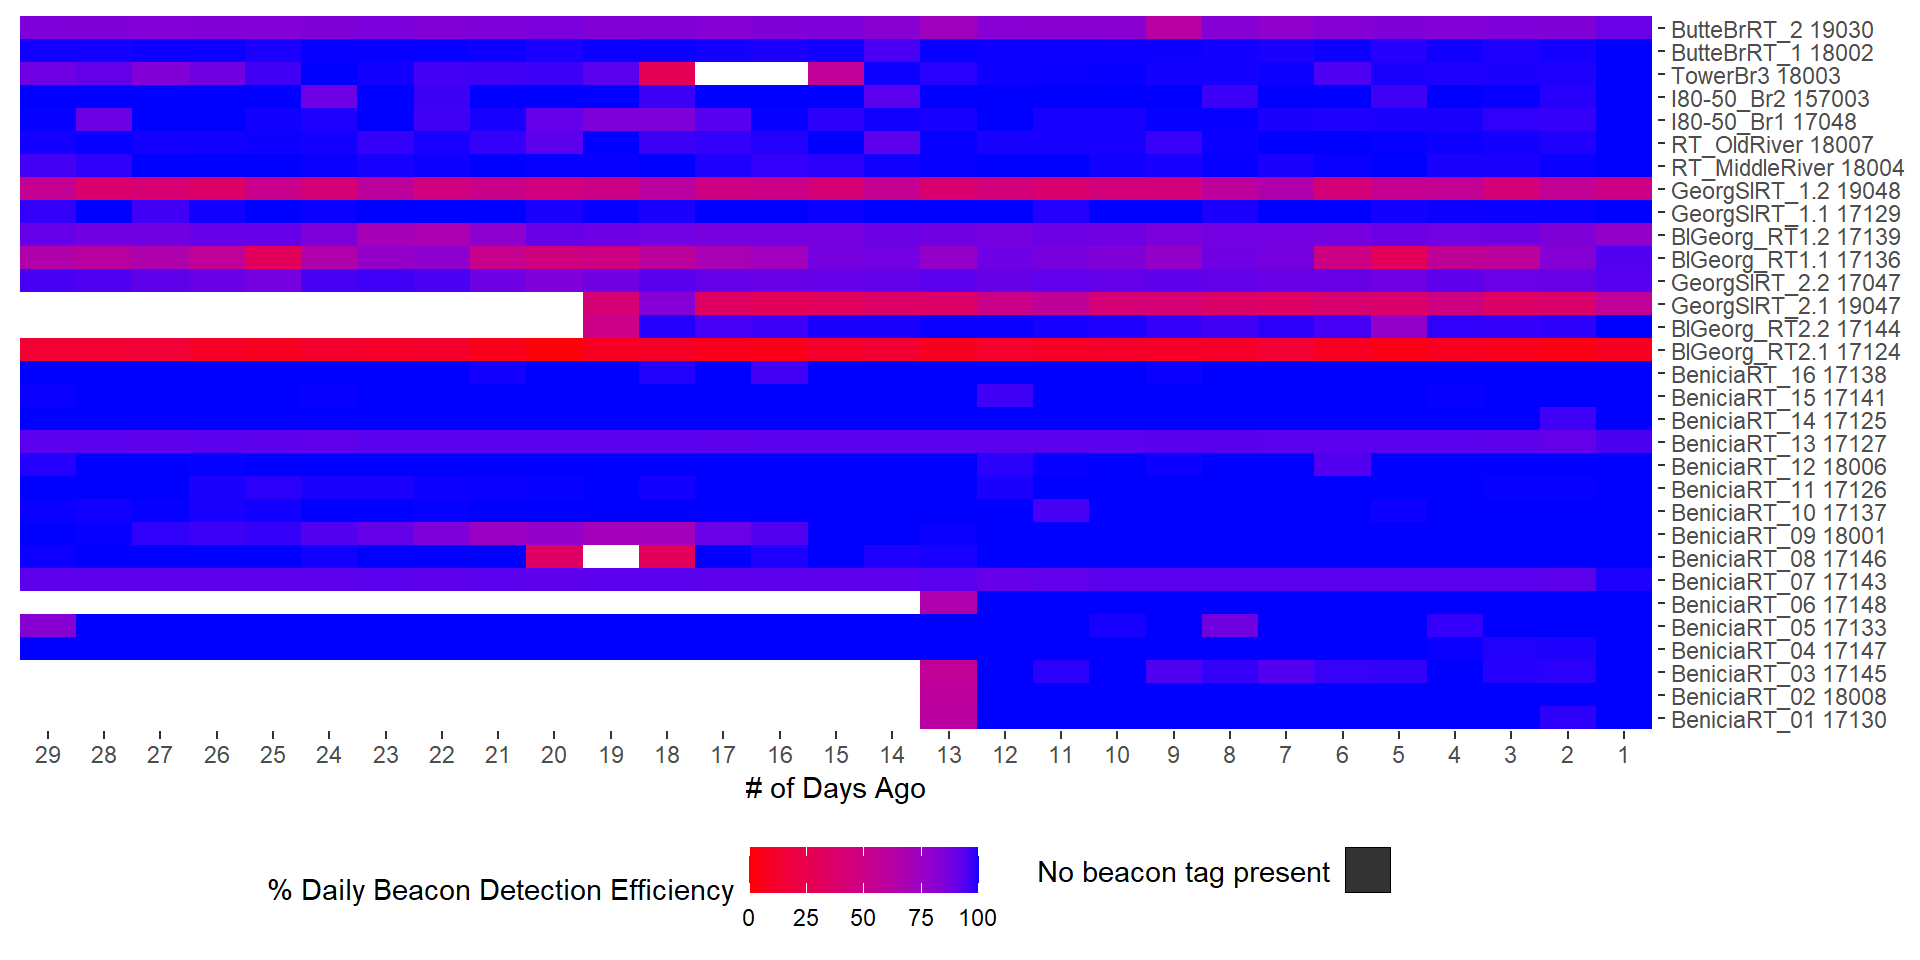 ButteBrRT_2 19030
ButteBrRT_1 18002
TowerBr3 18003
I80-50_Br2 157003
I80-50_Br1 17048
RT_OldRiver 18007
RT_MiddleRiver 18004
GeorgSlRT_1.2 19048
GeorgSlRT_1.1 17129
BlGeorg_RT1.2 17139
BlGeorg_RT1.1 17136
GeorgSlRT_2.2 17047
GeorgSlRT_2.1 19047
BlGeorg_RT2.2 17144
BlGeorg_RT2.1 17124
BeniciaRT_16 17138
BeniciaRT_15 17141
BeniciaRT_14 17125
BeniciaRT_13 17127
BeniciaRT_12 18006
BeniciaRT_11 17126
BeniciaRT_10 17137
BeniciaRT_09 18001
BeniciaRT_08 17146
BeniciaRT_07 17143
BeniciaRT_06 17148
BeniciaRT_05 17133
BeniciaRT_04 17147
BeniciaRT_03 17145
BeniciaRT_02 18008
BeniciaRT_01 17130
29 28 27 26 25 24 23 22 21 20 19 18 17 16 15 14 13 12 11 10 9 8 7 6 5 4 3 2 1
# of Days Ago
% Daily Beacon Detection Efficiency
0 25 50 75 100
No beacon tag present